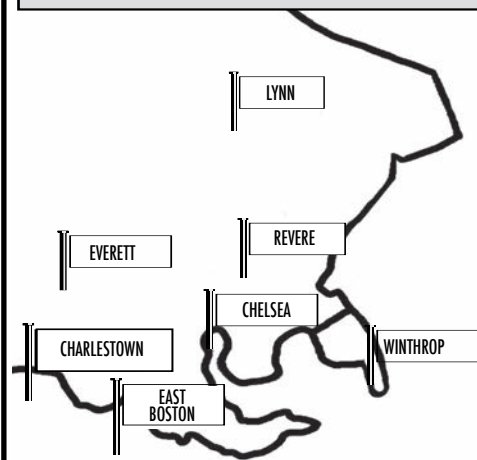 LYNN
REVERE
EVERETT
CHELSEA
CHARLESTOWN
WINTHROP
EAST
BOSTON